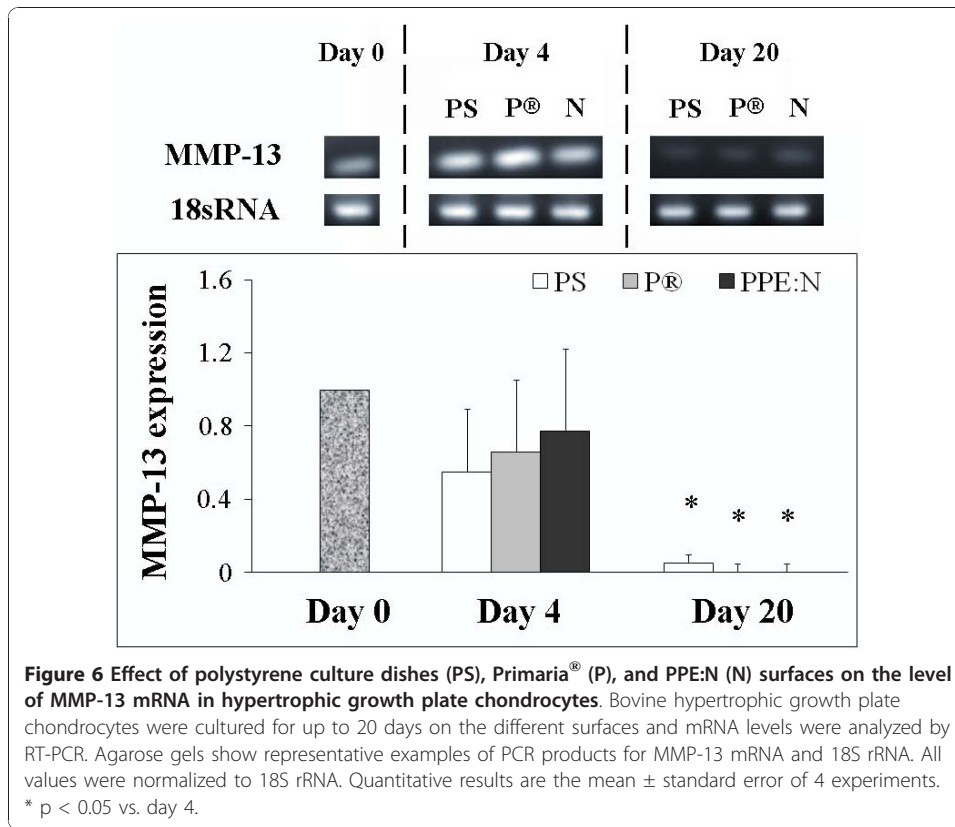 Day 0 Day 4 Day 20
PS P® N PS P® N
MMP-13
18sRNA
PS P® PPE:N
MMP-13 expression
1.6
1.2
0.8
0.4
0
* * *
Day 0 Day 4 Day 20
Figure 6 Effect of polystyrene culture dishes (PS), Primaria® (P), and PPE:N (N) surfaces on the level
of MMP-13 mRNA in hypertrophic growth plate chondrocytes. Bovine hypertrophic growth plate
chondrocytes were cultured for up to 20 days on the different surfaces and mRNA levels were analyzed by
RT-PCR. Agarose gels show representative examples of PCR products for MMP-13 mRNA and 18S rRNA. All
values were normalized to 18S rRNA. Quantitative results are the mean ± standard error of 4 experiments.
* p < 0.05 vs. day 4.